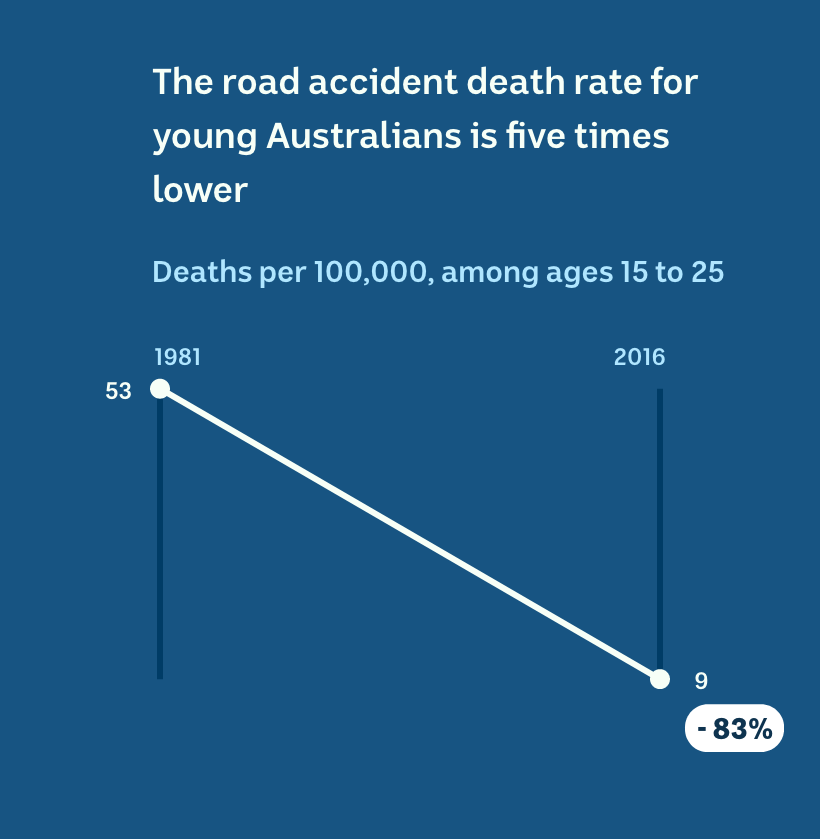 The road accident death rate for
young Australians is five times
lower
Deaths per 100,000, among ages 15 to 25
1981
2016
53
9
- 83%